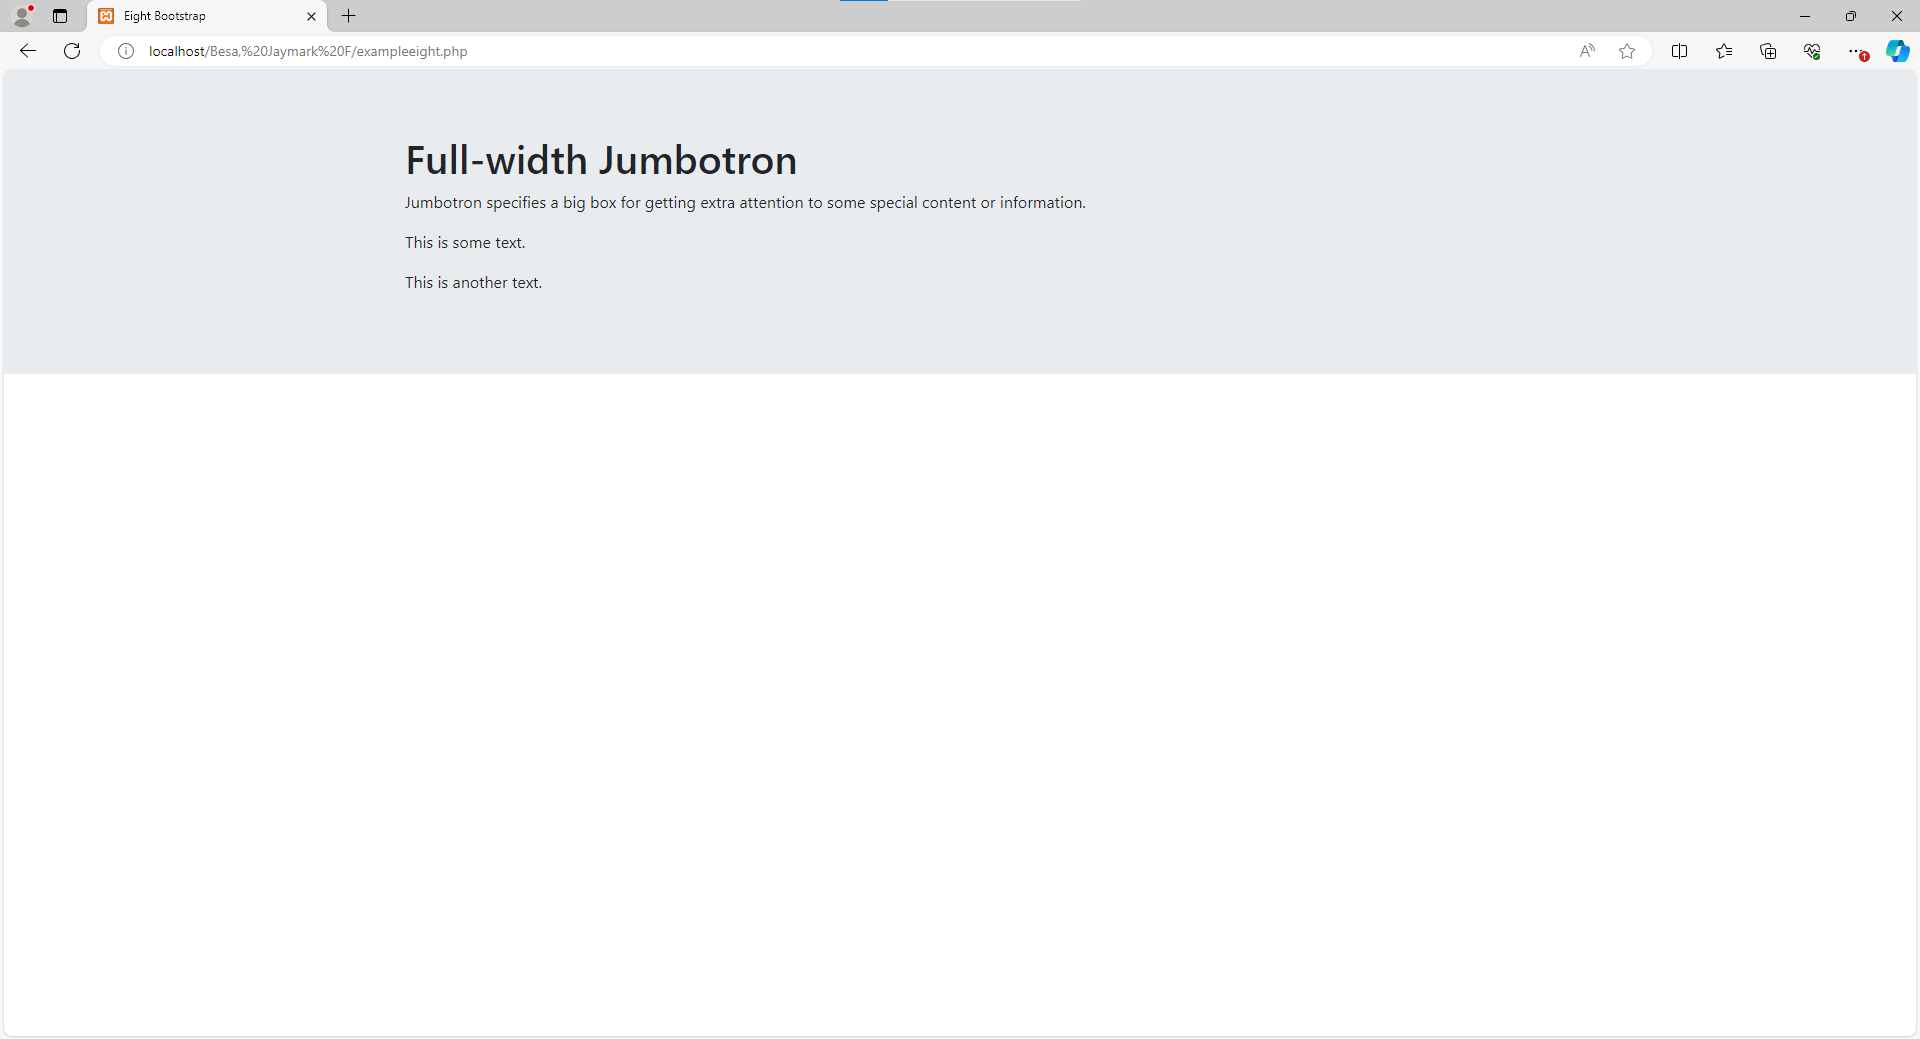 Eight Bootstrap
localhost/Besa,%20Jaymark%20F/exampleeight.php
Full-width Jumbotron
Jumbotron specifies a big box for getting extra attention to some special content or information.
This is some text.
This is another text.